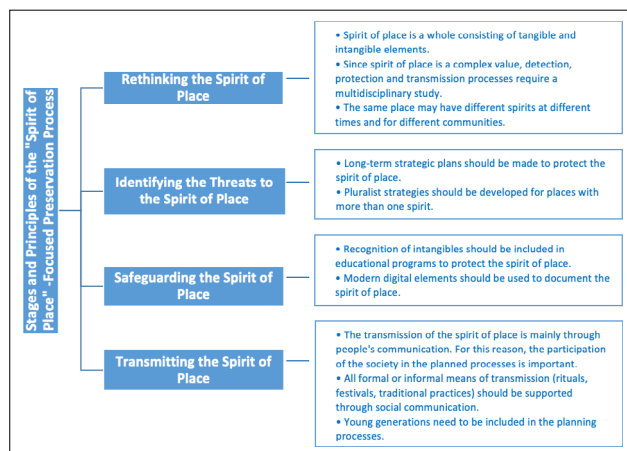 Stages and Principles of the "Spirit of
Place" -Focused Preservation Process
Rethinking the Spirit of
Place
• Spirit of place is a whole consisting of tangible and
intangible elements.
• Since spirit of place is a complex value, detection,
protection and transmission processes require a
multidisciplinary study.
• The same place may have different spirits at different
times and for different communities.
Identifying the Threats to
the Spirit of Place
• Long-term strategic plans should be made to protect the
spirit of place.
• Pluralist strategies should be developed for places with
more than one spirit.
Safeguarding the Spirit of
Place
• Recognition of intangibles should be included in
educational programs to protect the spirit of place.
• Modern digital elements should be used to document the
spirit of place.
Transmitting the Spirit of
Place
• The transmission of the spirit of place is mainly through
people's communication. For this reason, the participation
of the society in the planned processes is important.
• All formal or informal means of transmission (rituals,
festivals, traditional practices) should be supported
through social communication.
• Young generations need to be included in the planning
processes.